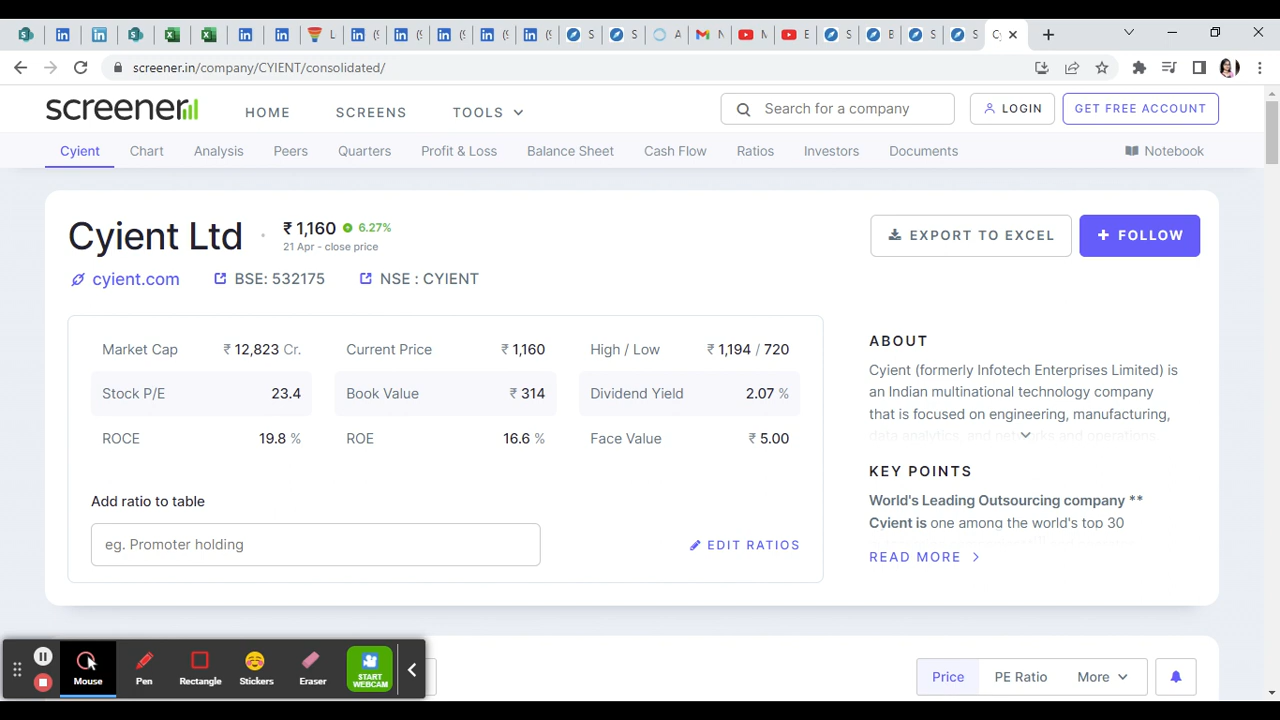 screener.in/company/CYIENT/consolidated/
screener
HOME SCREENS TOOLS
Search for a company
LOGIN GET FREE ACCOUNT
Cyient Chart Analysis Peers Quarters Profit & Loss Balance Sheet Cash Flow Ratios Investors Documents Notebook
Cyient Ltd · ₹ 1,160 6.27%
21 Apr - close price
EXPORT TO EXCEL + FOLLOW
cyient.com BSE: 532175 NSE : CYIENT
Market Cap ₹ 12,823 Cr. Current Price ₹ 1,160 High / Low ₹ 1,194 / 720
Stock P/E 23.4 Book Value ₹ 314 Dividend Yield 2.07 %
ROCE 19.8 % ROE 16.6 % Face Value ₹ 5.00
Add ratio to table
eg. Promoter holding
EDIT RATIOS
ABOUT
Cyient (formerly Infotech Enterprises Limited) is
an Indian multinational technology company
that is focused on engineering, manufacturing,
data analytics, and networks and operations.
KEY POINTS
World's Leading Outsourcing company **
Cyient is one among the world's top 30
READ MORE
Mouse Pen Rectangle Stickers Eraser START
WEBCAM
Price PE Ratio More